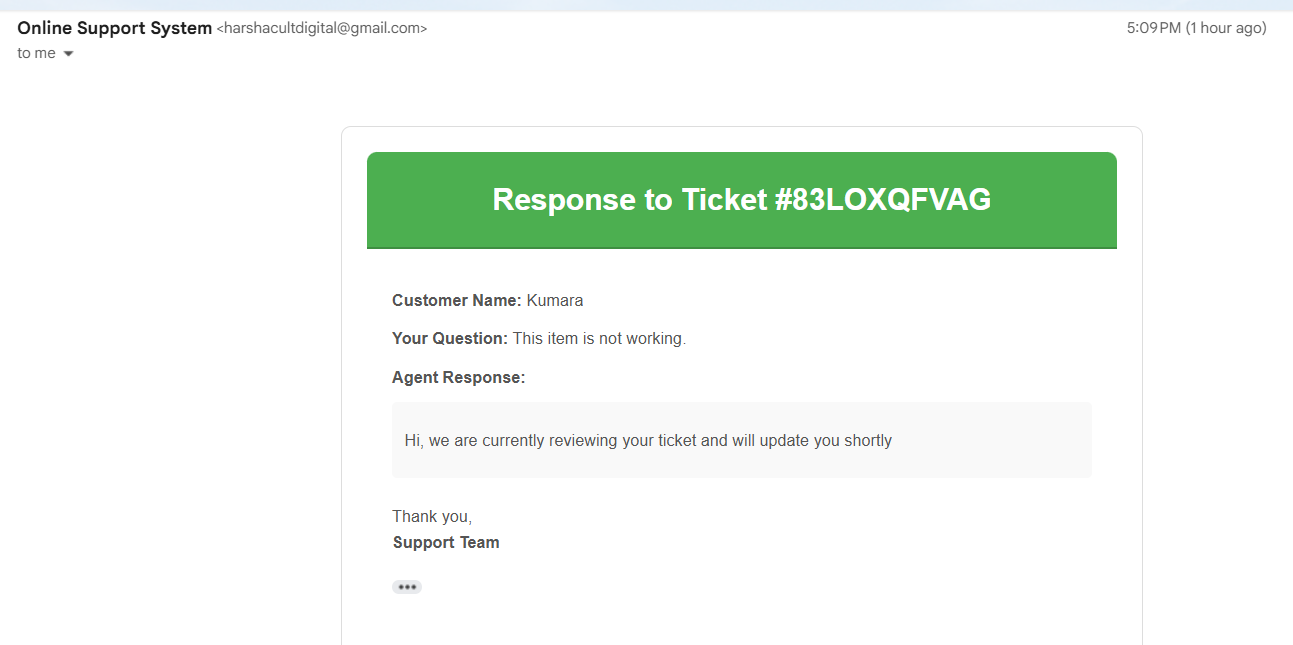 Online Support System <harshacultdigital@gmail.com>
5:09 PM (1 hour ago)
to me
Response to Ticket #83LOXQFVAG
Customer Name: Kumara
Your Question: This item is not working.
Agent Response:
Hi, we are currently reviewing your ticket and will update you shortly
Thank you,
Support Team